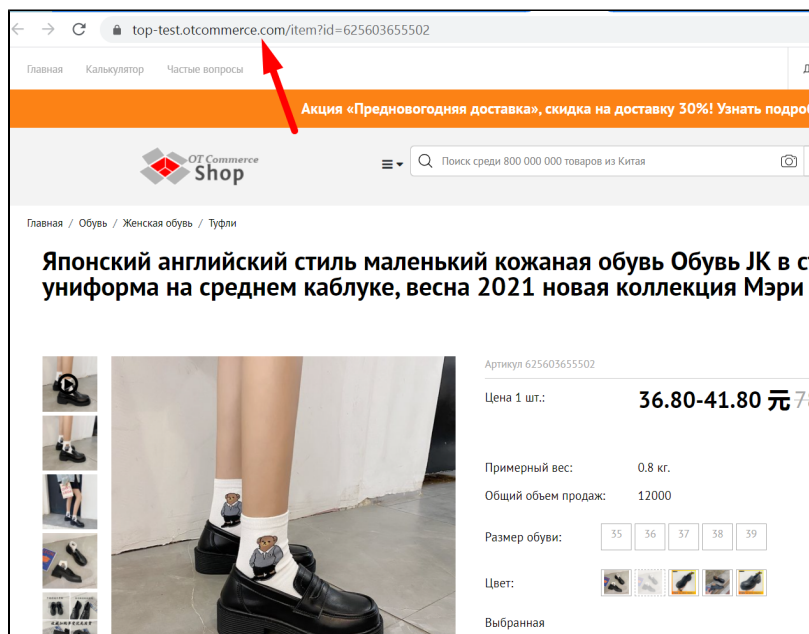 top-test.otcommerce.com/item?id=625603655502
Главная Калькулятор Частые вопросы
Акция «Предновогодняя доставка», скидка на доставку 30%! Узнать подроб
OT Commerce
Shop
Поиск среди 800 000 000 товаров из Китая
Главная / Обувь / Женская обувь / Туфли
Японский английский стиль маленький кожаная обувь Обувь JK в с
униформа на среднем каблуке, весна 2021 новая коллекция Мэри
Артикул 625603655502
Цена 1 шт.: 36.80-41.80 元
Примерный вес: 0.8 кг.
Общий объем продаж: 12000
Размер обуви: 35 36 37 38 39
Цвет:
Выбранная